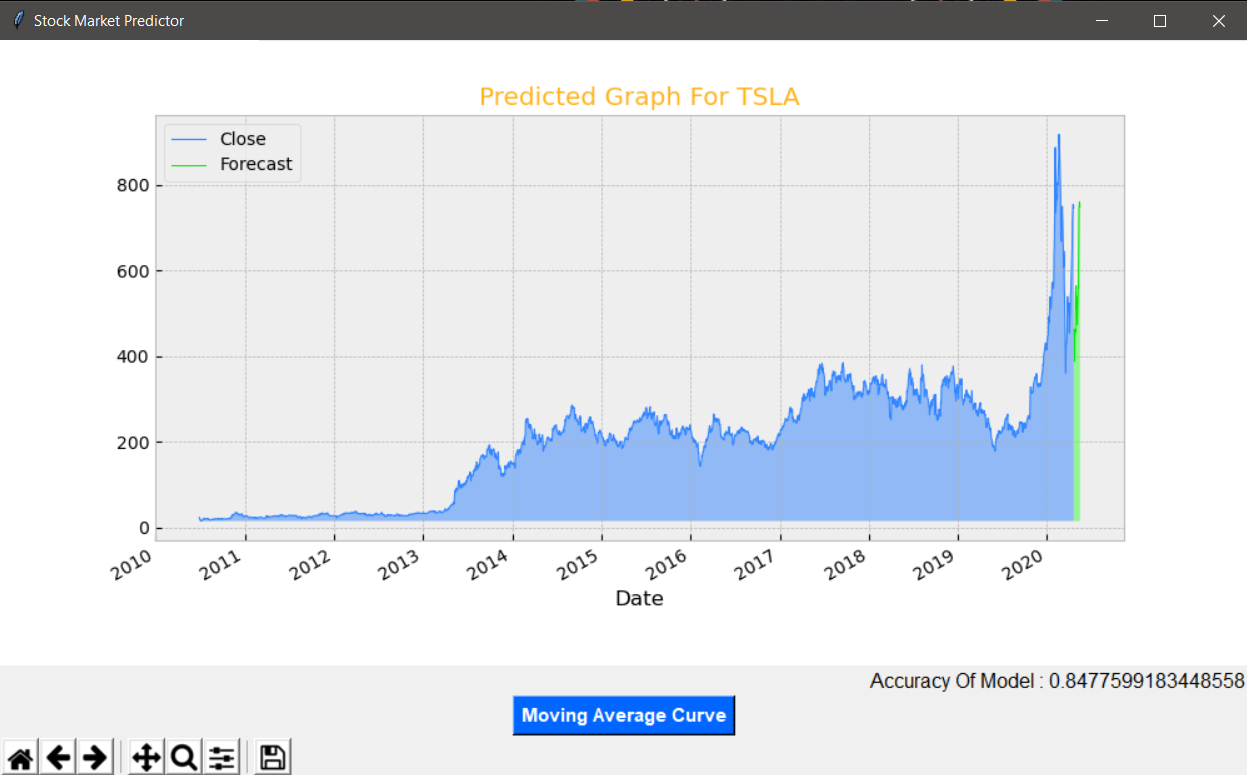 Stock Market Predictor
Predicted Graph For TSLA
Close
Forecast
800
600
400
200
0
2010 2011 2012 2013 2014 2015 2016 2017 2018 2019 2020
Date
Accuracy Of Model : 0.8477599183448558
Moving Average Curve